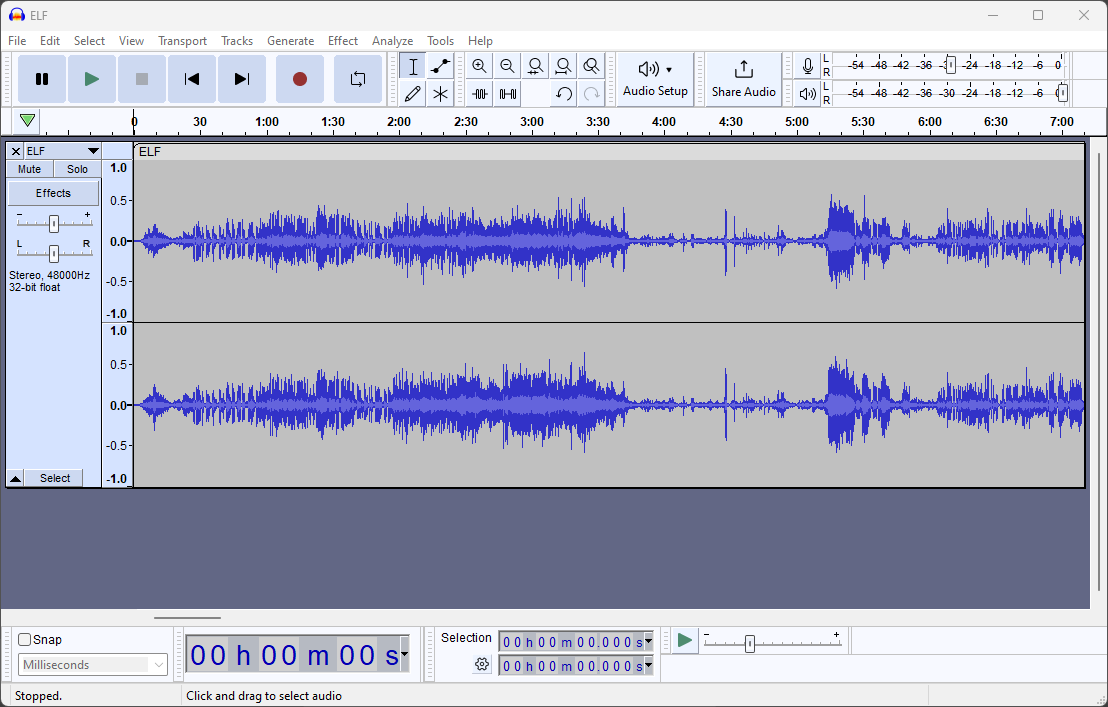 ELF
File Edit Select View Transport Tracks Generate Effect Analyze Tools Help
Audio Setup
Share Audio
L
R
-54 -48 -42 -36 -30 -24 -18 -12 -6 0
L
R
-54 -48 -42 -36 -30 -24 -18 -12 -6 0
0 30 1:00 1:30 2:00 2:30 3:00 3:30 4:00 4:30 5:00 5:30 6:00 6:30 7:00
ELF
ELF
Mute Solo
Effects
- +
L R
Stereo, 48000Hz
32-bit float
Select
1.0
0.5
0.0
-0.5
-1.0
1.0
0.5
0.0
-0.5
-1.0
Snap
Milliseconds
00 h 00 m 00 s
Selection
00 h 00 m 00.000 s
00 h 00 m 00.000 s
- +
Stopped.
Click and drag to select audio